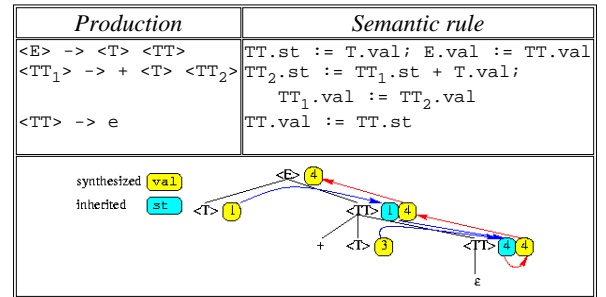 Production Semantic rule
<E> -> <T> <TT> TT.st := T.val; E.val := TT.val
<TT1> -> + <T> <TT2> TT2.st := TT1.st + T.val;
TT1.val := TT2.val
<TT> -> e TT.val := TT.st
<E> 4
synthesized val
inherited st <T> 1 <TT> 1 4
+ <T> 3 <TT> 4 4
ε